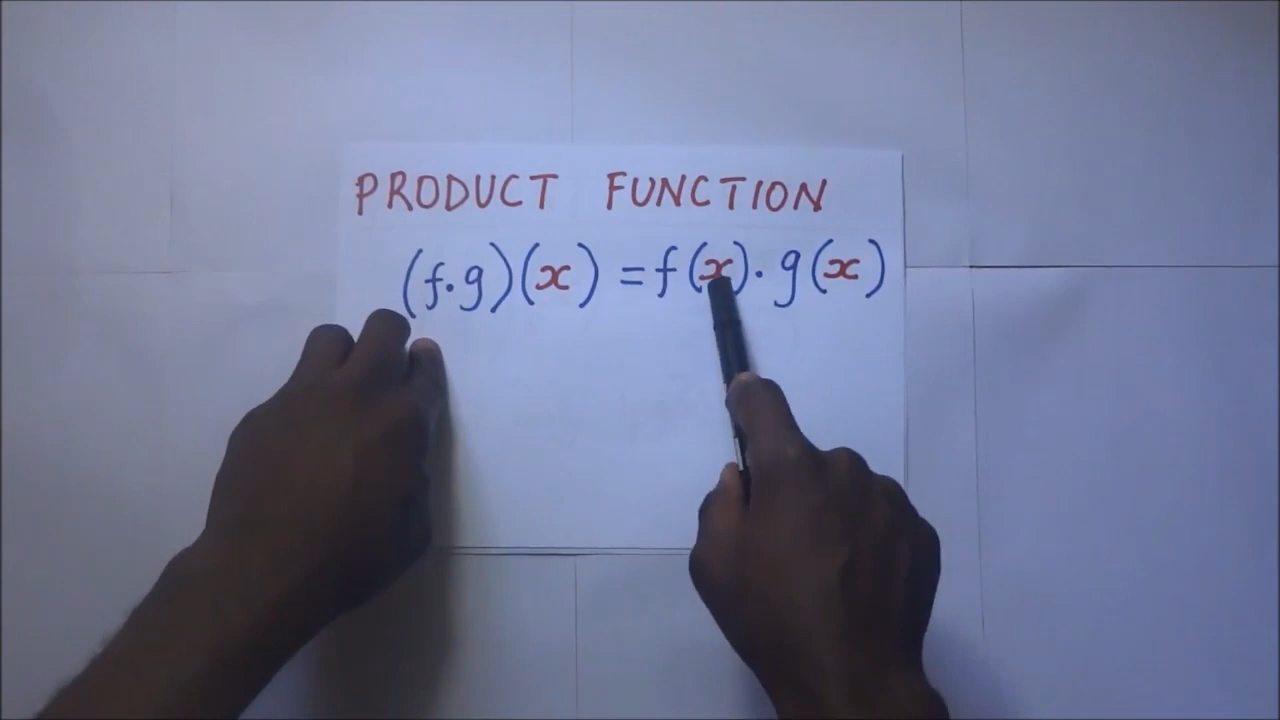 PRODUCT FUNCTION
(f·g)(x) = f(x)·g(x)